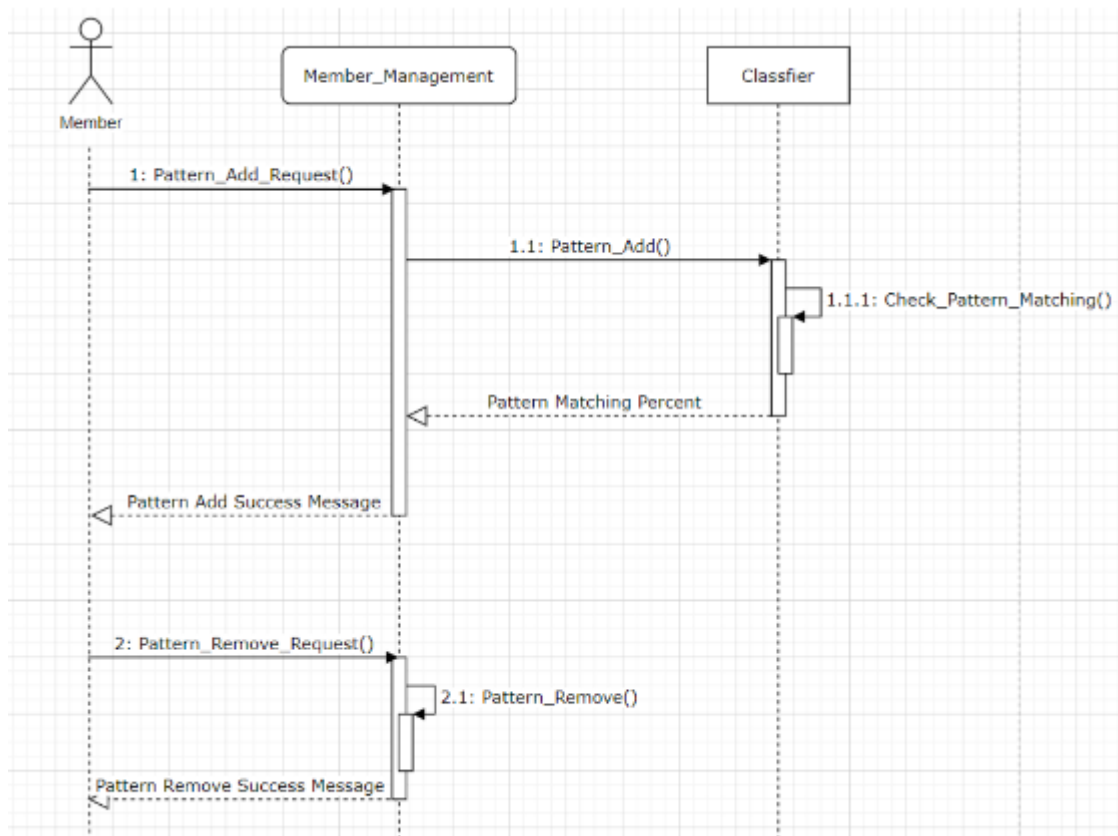 Member_Management
Classfier
Member
1: Pattern_Add_Request()
1.1: Pattern_Add()
1.1.1: Check_Pattern_Matching()
Pattern Matching Percent
Pattern Add Success Message
2: Pattern_Remove_Request()
2.1: Pattern_Remove()
Pattern Remove Success Message